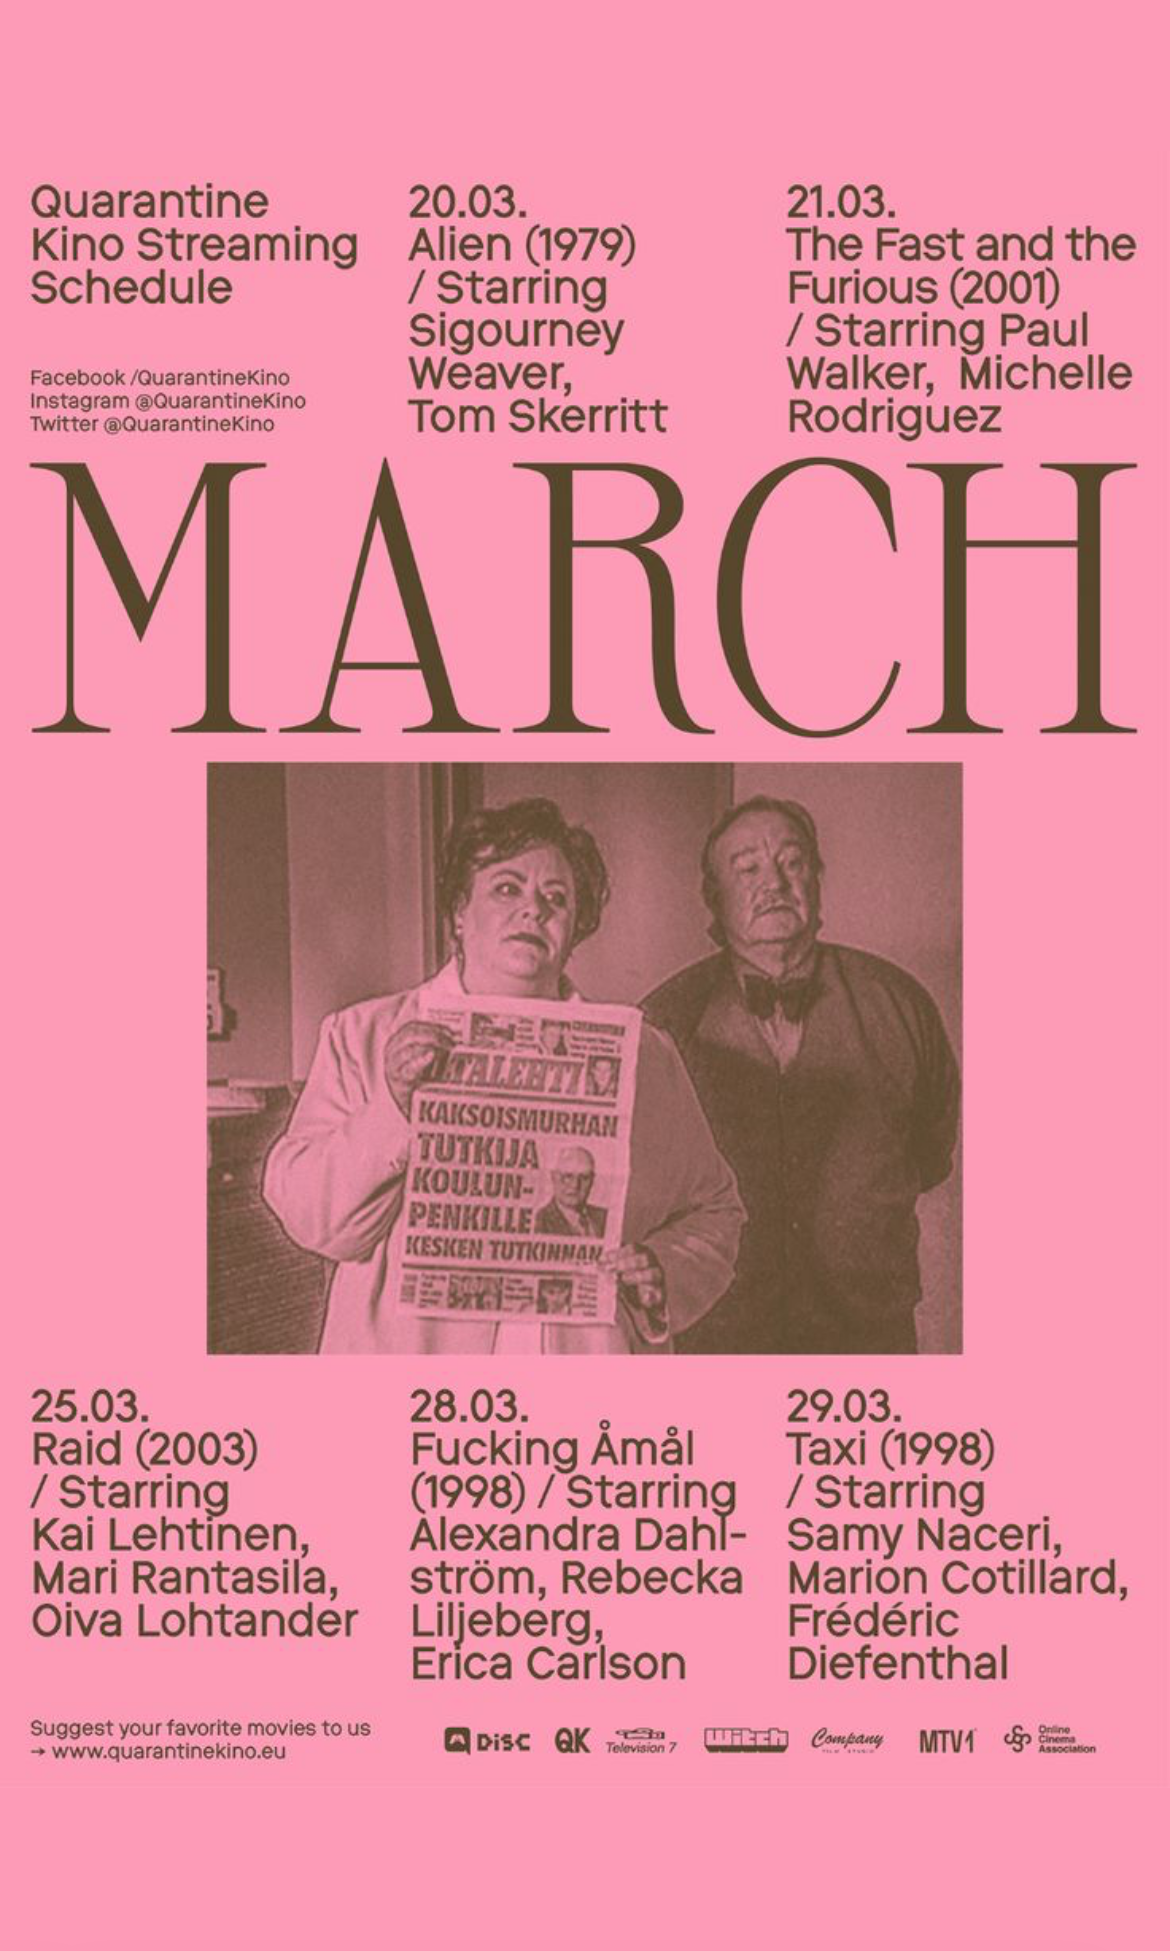 Quarantine
Kino Streaming
Schedule
Facebook /QuarantineKino
Instagram @QuarantineKino
Twitter @QuarantineKino
20.03.
Alien (1979)
/ Starring
Sigourney
Weaver,
Tom Skerritt
21.03.
The Fast and the
Furious (2001)
/ Starring Paul
Walker, Michelle
Rodriguez
MARCH
ILTALEHTI
KAKSOISMURHAN
TUTKIJA
KOULUN-
PENKILLE
KESKEN TUTKINNAN
25.03.
Raid (2003)
/ Starring
Kai Lehtinen,
Mari Rantasila,
Oiva Lohtander
28.03.
Fucking Åmål
(1998) / Starring
Alexandra Dahl-
ström, Rebecka
Liljeberg,
Erica Carlson
29.03.
Taxi (1998)
/ Starring
Samy Naceri,
Marion Cotillard,
Frédéric
Diefenthal
Suggest your favorite movies to us
→ www.quarantinekino.eu
DiSC
QK
Television 7
Witch
Company
FILM STUDIO
MTV1
Online
Cinema
Association